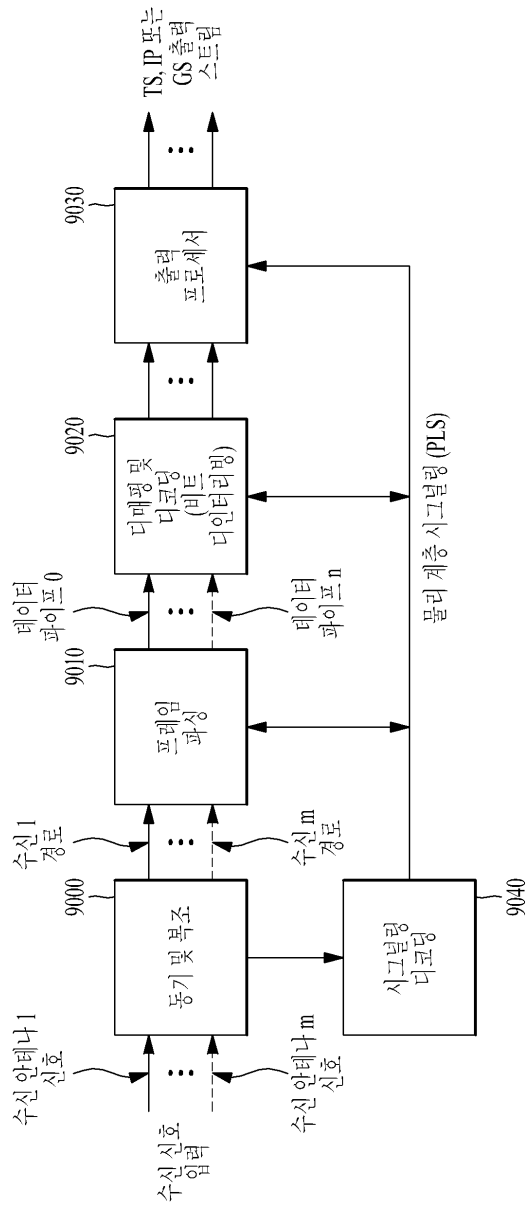 수신 신호
입력
수신 안테나 1
신호
수신 안테나 m
신호
9000
동기 및 복조
수신 1
경로
수신 m
경로
9010
프레임
파싱
데이터
파이프 0
데이터
파이프 n
9020
디매핑 및
디코딩
(비트
디인터리빙)
9030
출력
프로세서
TS, IP 또는
GS 출력
스트림
시그널링
디코딩
9040
물리 계층 시그널링 (PLS)